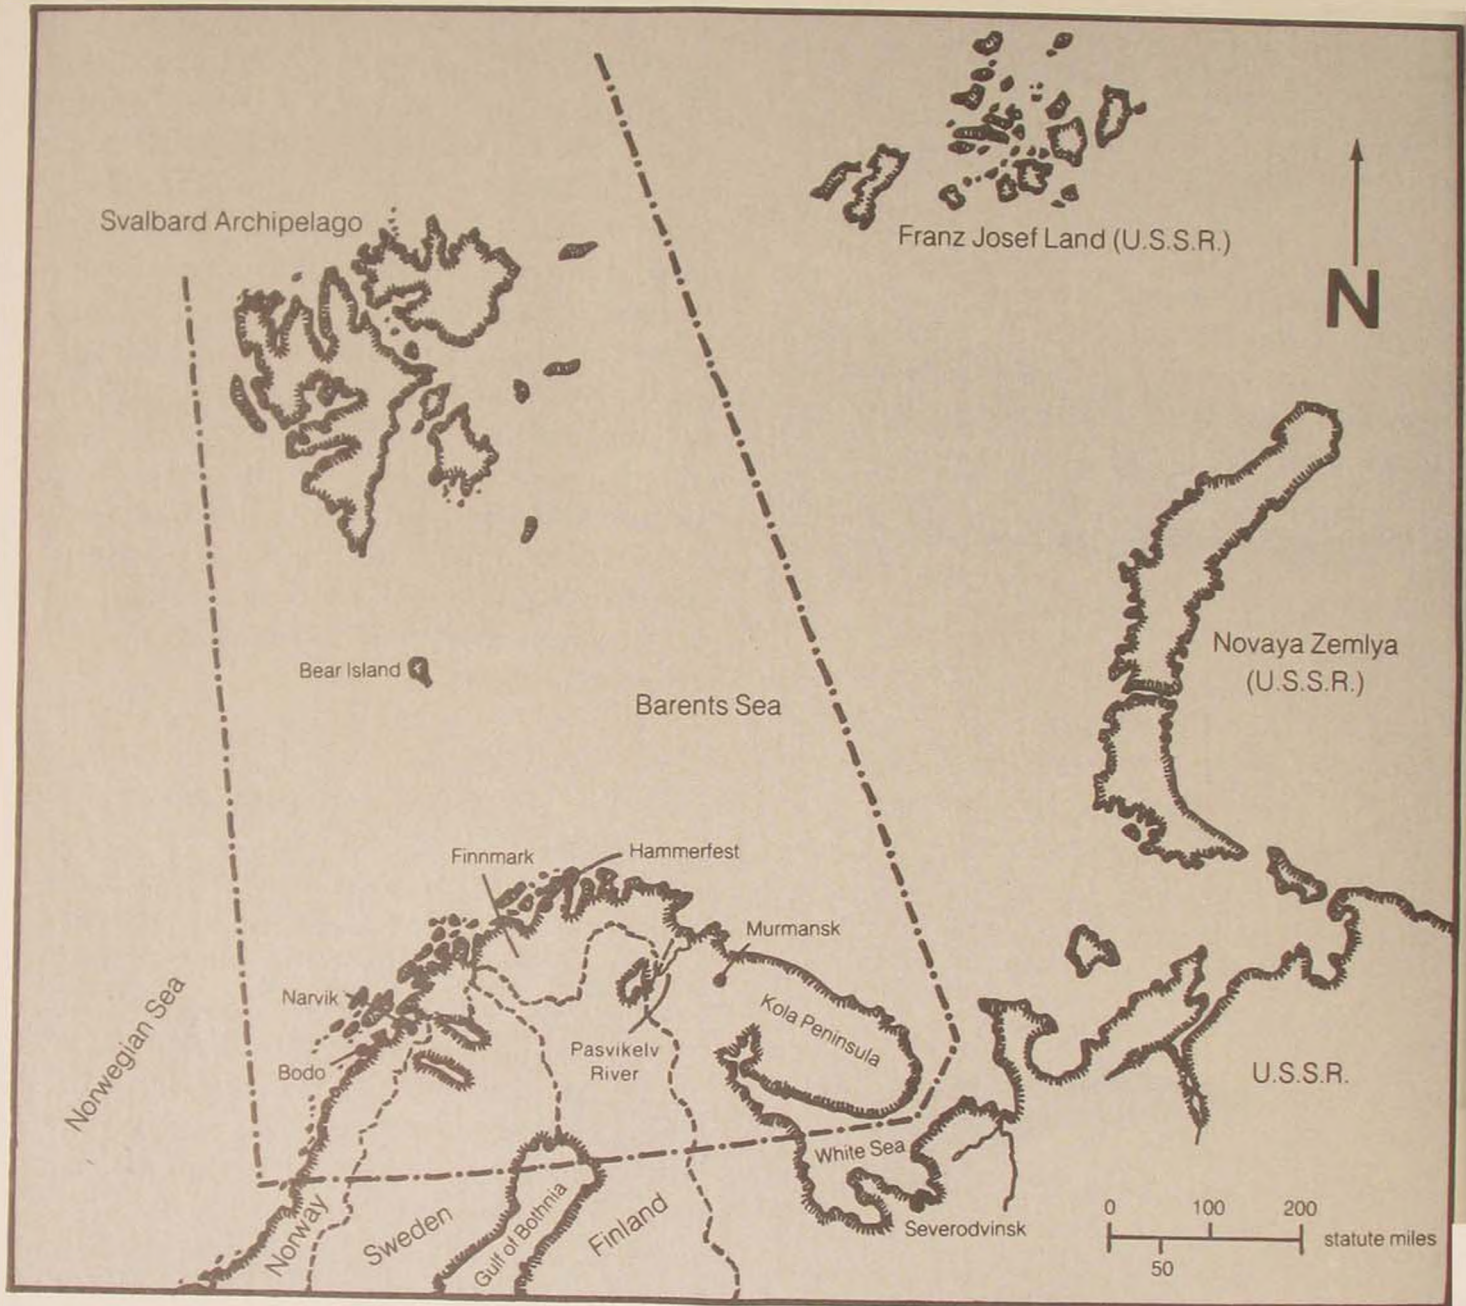 Svalbard Archipelago
Franz Josef Land (U.S.S.R.)
N
Novaya Zemlya
(U.S.S.R.)
Bear Island
Barents Sea
Finnmark
Hammerfest
Murmansk
Narvik
Kola Peninsula
Norwegian Sea
Bodo
Pasvikelv
River
U.S.S.R.
White Sea
Norway
Sweden
Gulf of Bothnia
Finland
Severodvinsk
0 100 200
statute miles
50